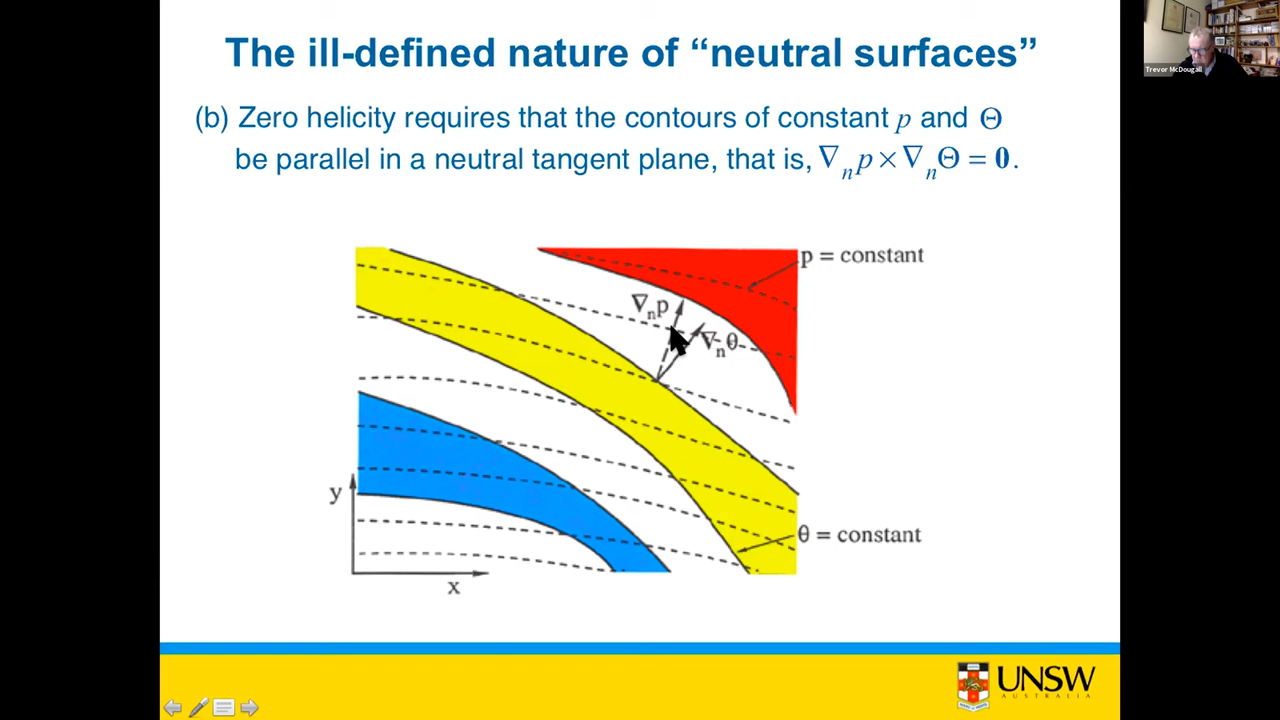 The ill-defined nature of “neutral surfaces”
Trevor McDougall
(b) Zero helicity requires that the contours of constant p and Θ
be parallel in a neutral tangent plane, that is, ∇ₙp × ∇ₙΘ = 0.
p = constant
∇ₙp
∇ₙθ
y
θ = constant
x
UNSW
AUSTRALIA